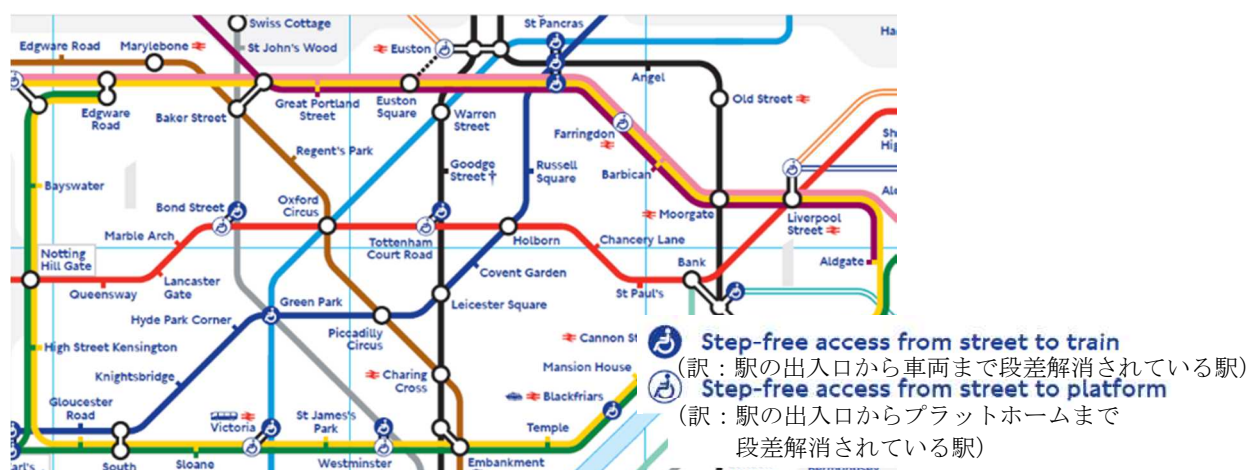 Swiss Cottage
St Pancras
Ha
Edgware Road
Marylebone
St John's Wood
Euston
Angel
Old Street
Edgware
Road
Baker Street
Great Portland
Street
Euston
Square
Warren
Street
Farringdon
Sh
Hig
Regent's Park
Goodge
Street †
Russell
Square
Barbican
Bayswater
Ald
Bond Street
Oxford
Circus
Moorgate
Liverpool
Street
Marble Arch
Tottenham
Court Road
Holborn
Chancery Lane
Notting
Hill Gate
Bank
Aldgate
Queensway
Lancaster
Gate
Covent Garden
St Paul's
Green Park
Leicester Square
Hyde Park Corner
Piccadilly
Circus
Cannon St
High Street Kensington
Mansion House
Knightsbridge
Charing
Cross
Blackfriars
Gloucester
Road
Victoria
St James's
Park
Temple
arl's
South
Sloane
Westminster
Embankment
Step-free access from street to train
(訳:駅の出入口から車両まで段差解消されている駅)
Step-free access from street to platform
(訳:駅の出入口からプラットホームまで
段差解消されている駅)